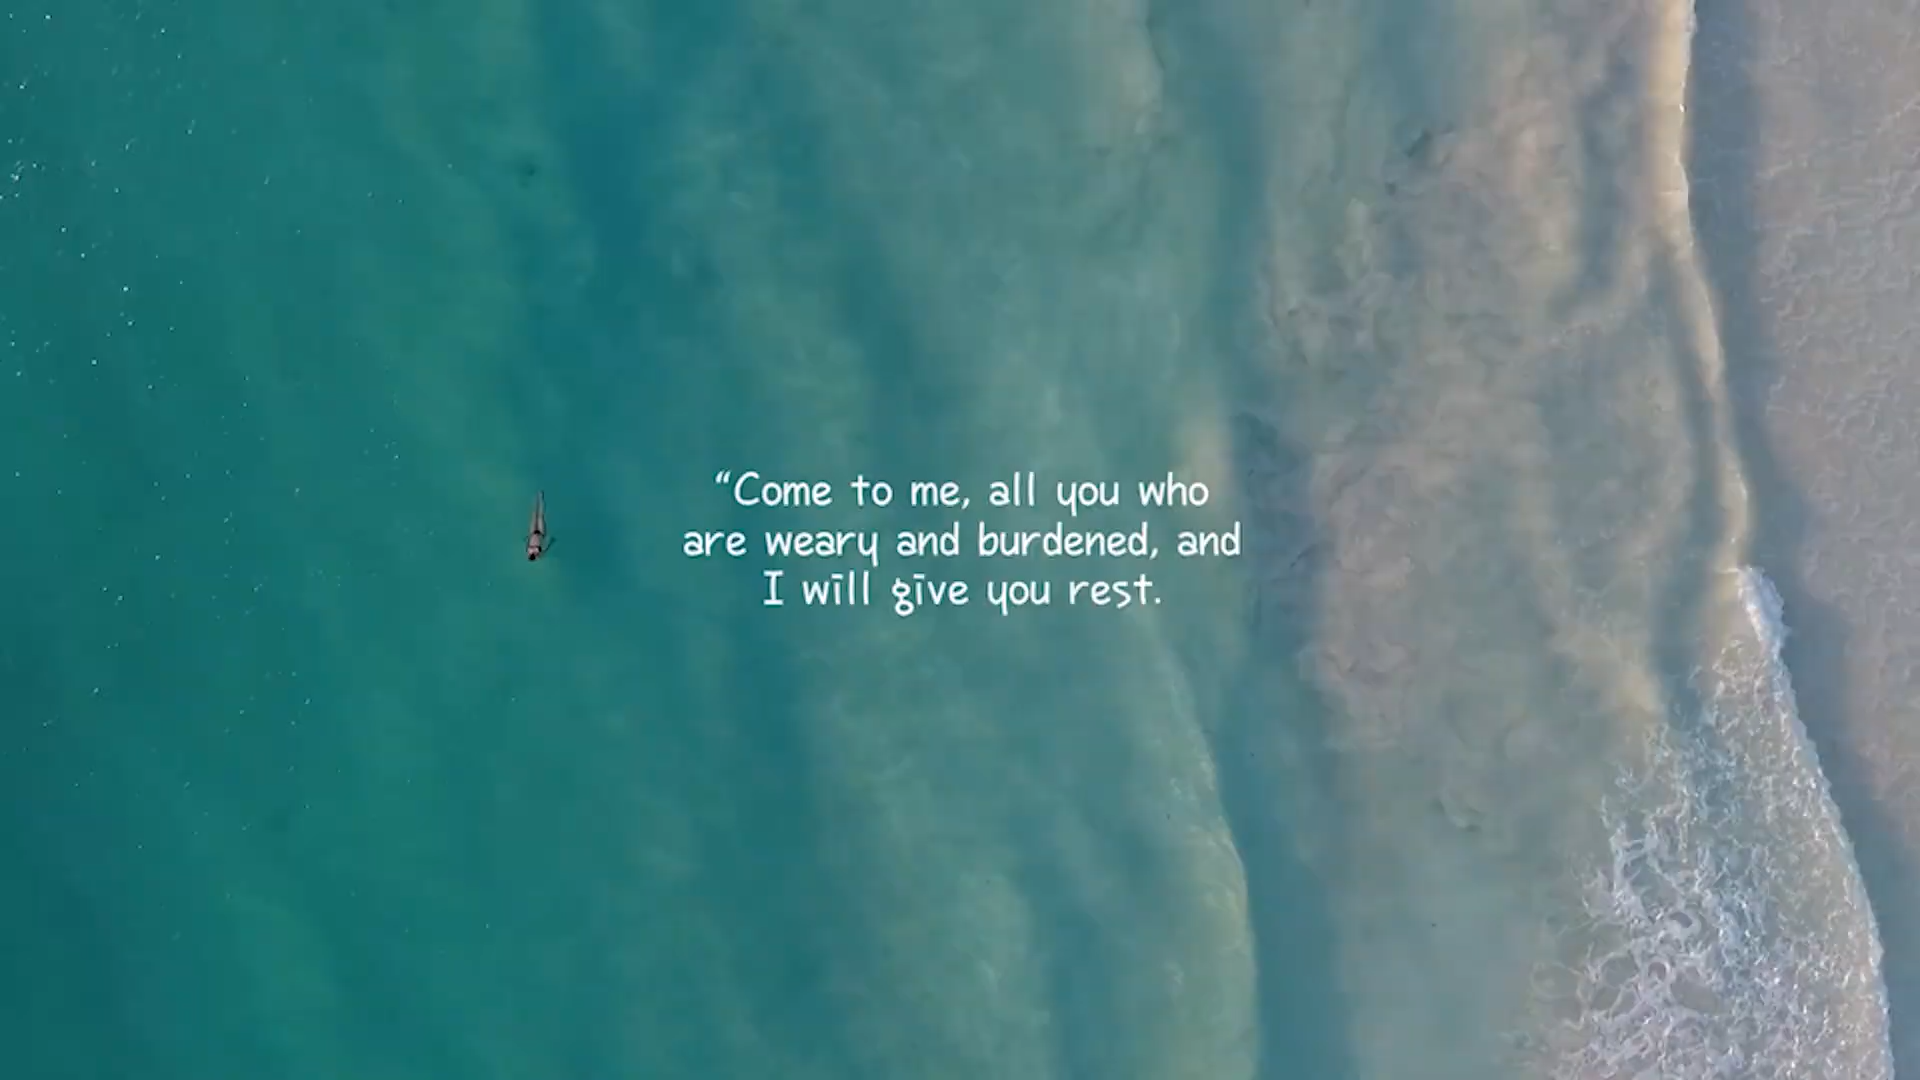 “Come to me, all you who
are weary and burdened, and
I will give you rest.